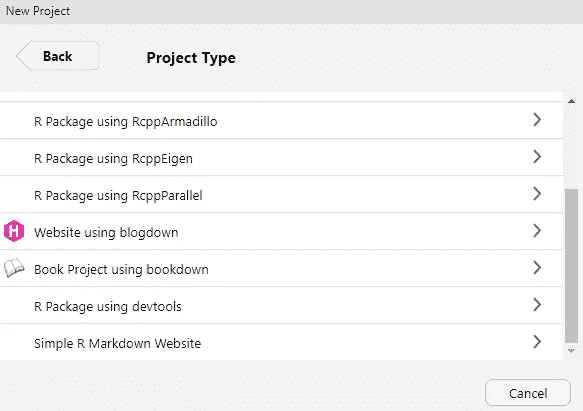 New Project
Back
Project Type
R Package using RcppArmadillo
R Package using RcppEigen
R Package using RcppParallel
H
Website using blogdown
Book Project using bookdown
R Package using devtools
Simple R Markdown Website
Cancel